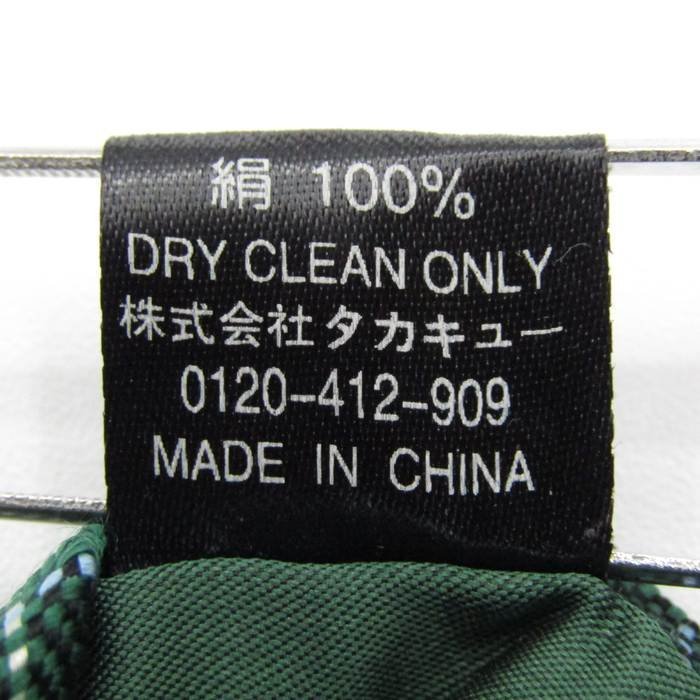 絹 100%
DRY CLEAN ONLY
株式会社タカキュー
0120-412-909
MADE IN CHINA